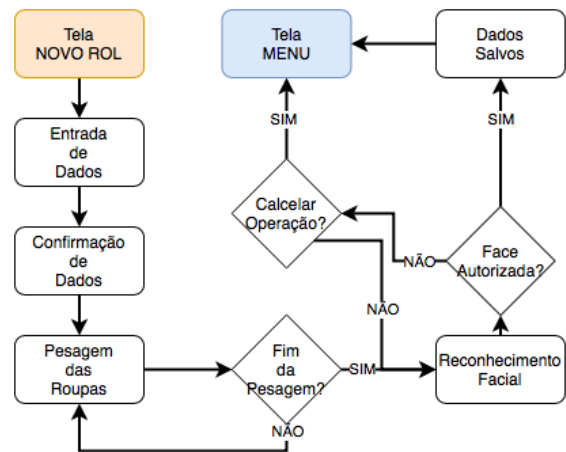 Tela
NOVO ROL
Tela
MENU
Dados
Salvos
SIM
SIM
Entrada
de
Dados
Calcelar
Operação?
Confirmação
de
Dados
NÃO
Face
Autorizada?
NÃO
Pesagem
das
Roupas
Fim
da
Pesagem?
SIM
Reconhecimento
Facial
NÃO